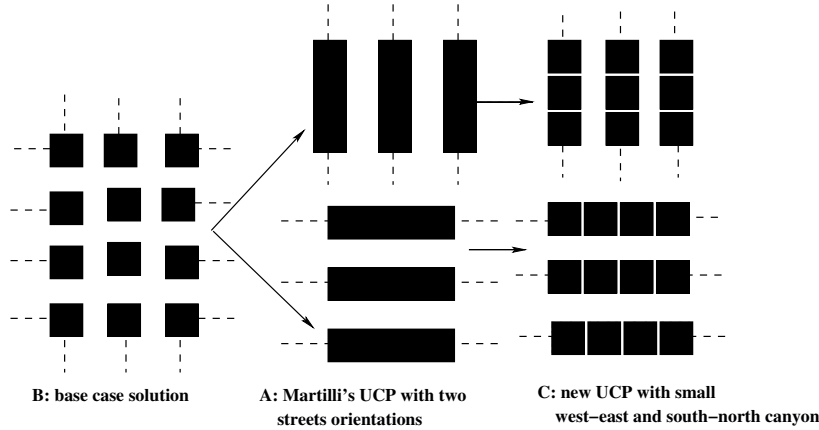 B: base case solution
A: Martilli's UCP with two
streets orientations
C: new UCP with small
west-east and south-north canyon